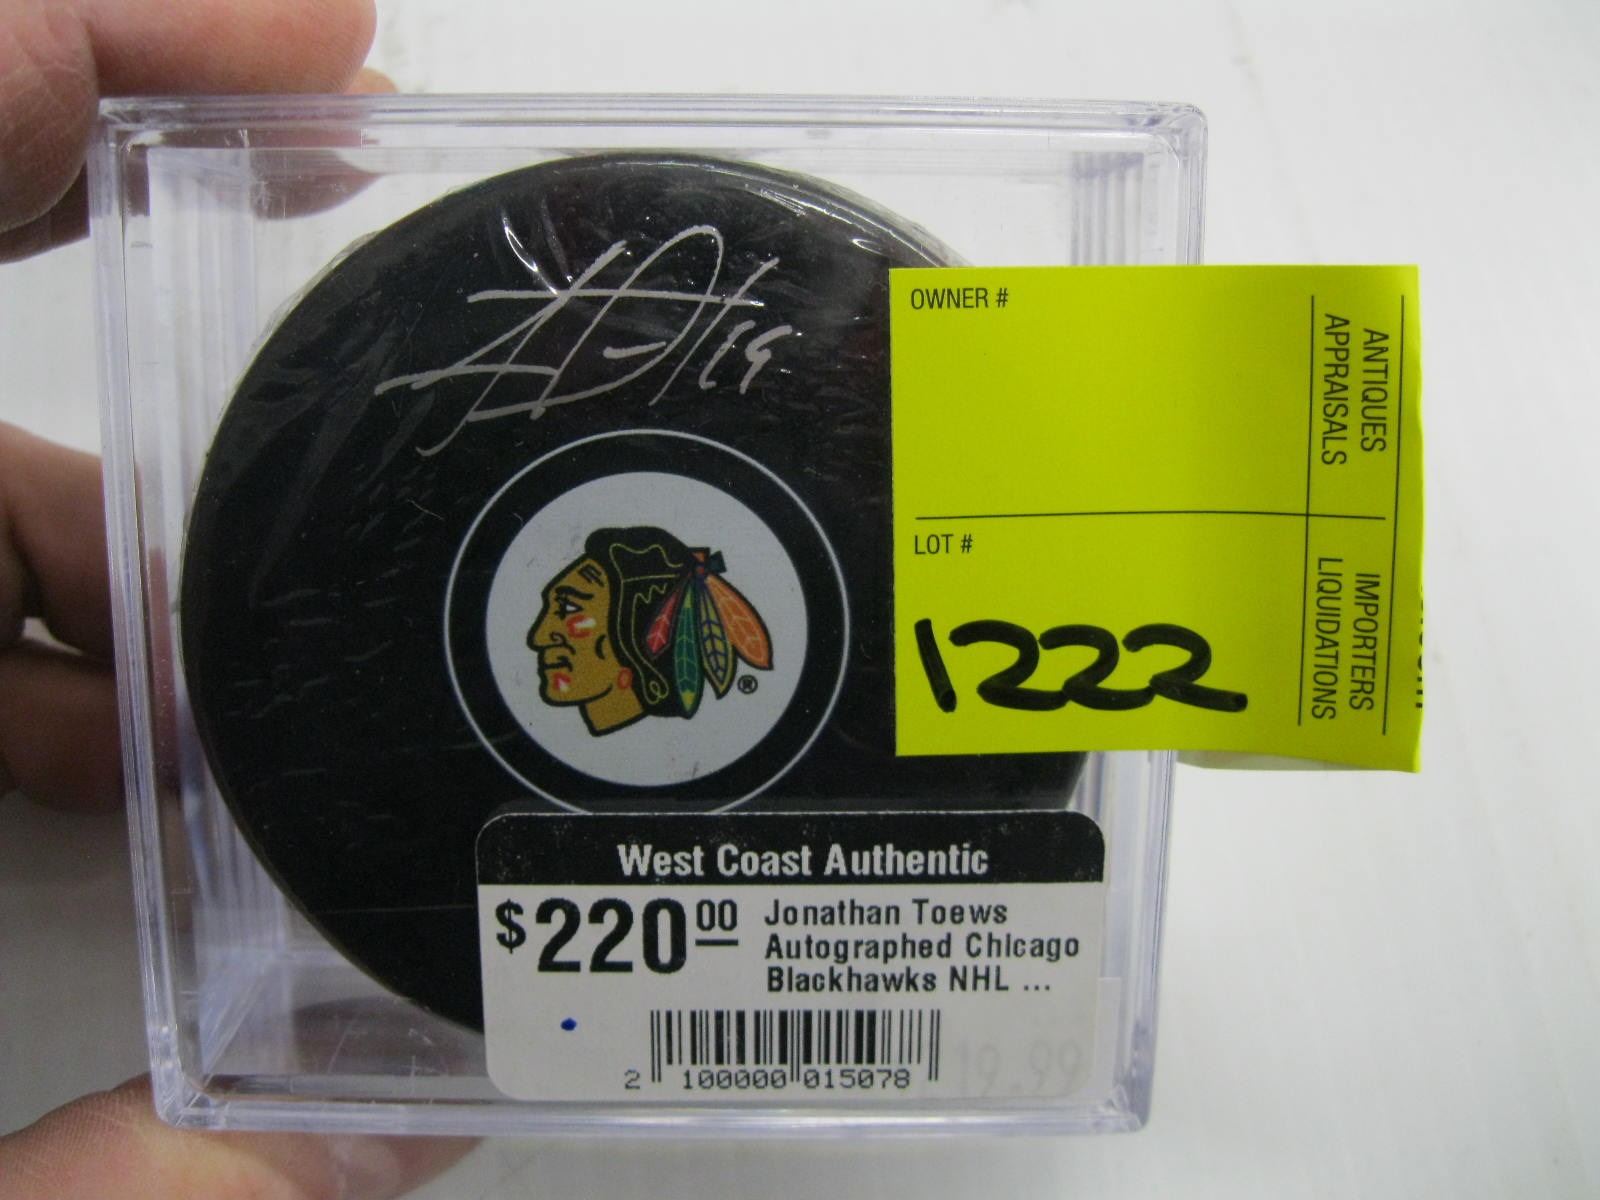 19
®
OWNER #
ANTIQUES
APPRAISALS
LOT #
1222
IMPORTERS
LIQUIDATIONS
West Coast Authentic
$220.00
Jonathan Toews
Autographed Chicago
Blackhawks NHL ...
2 100000 015078
19.99